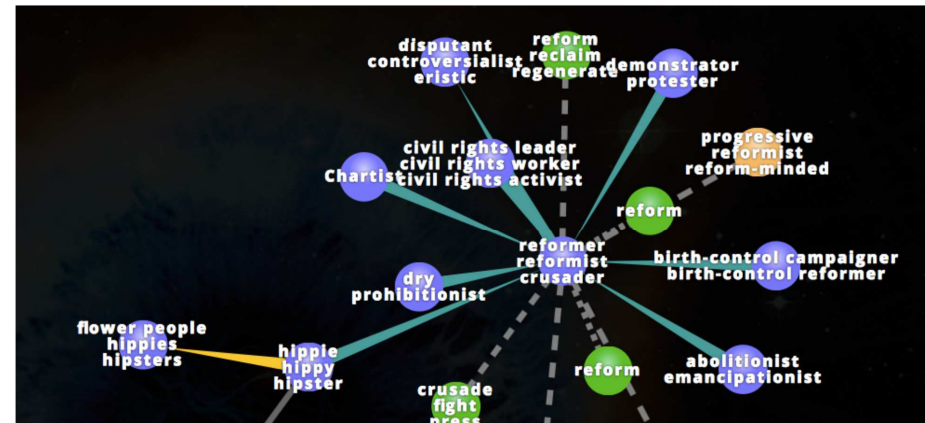 disputant
controversialist
eristic
reform
reclaim
regenerate
demonstrator
protester
progressive
reformist
reform-minded
civil rights leader
civil rights worker
civil rights activist
Chartist
reform
reformer
reformist
crusader
birth-control campaigner
birth-control reformer
dry
prohibitionist
flower people
hippies
hipsters
hippie
hippy
hipster
reform
abolitionist
emancipationist
crusade
fight
press